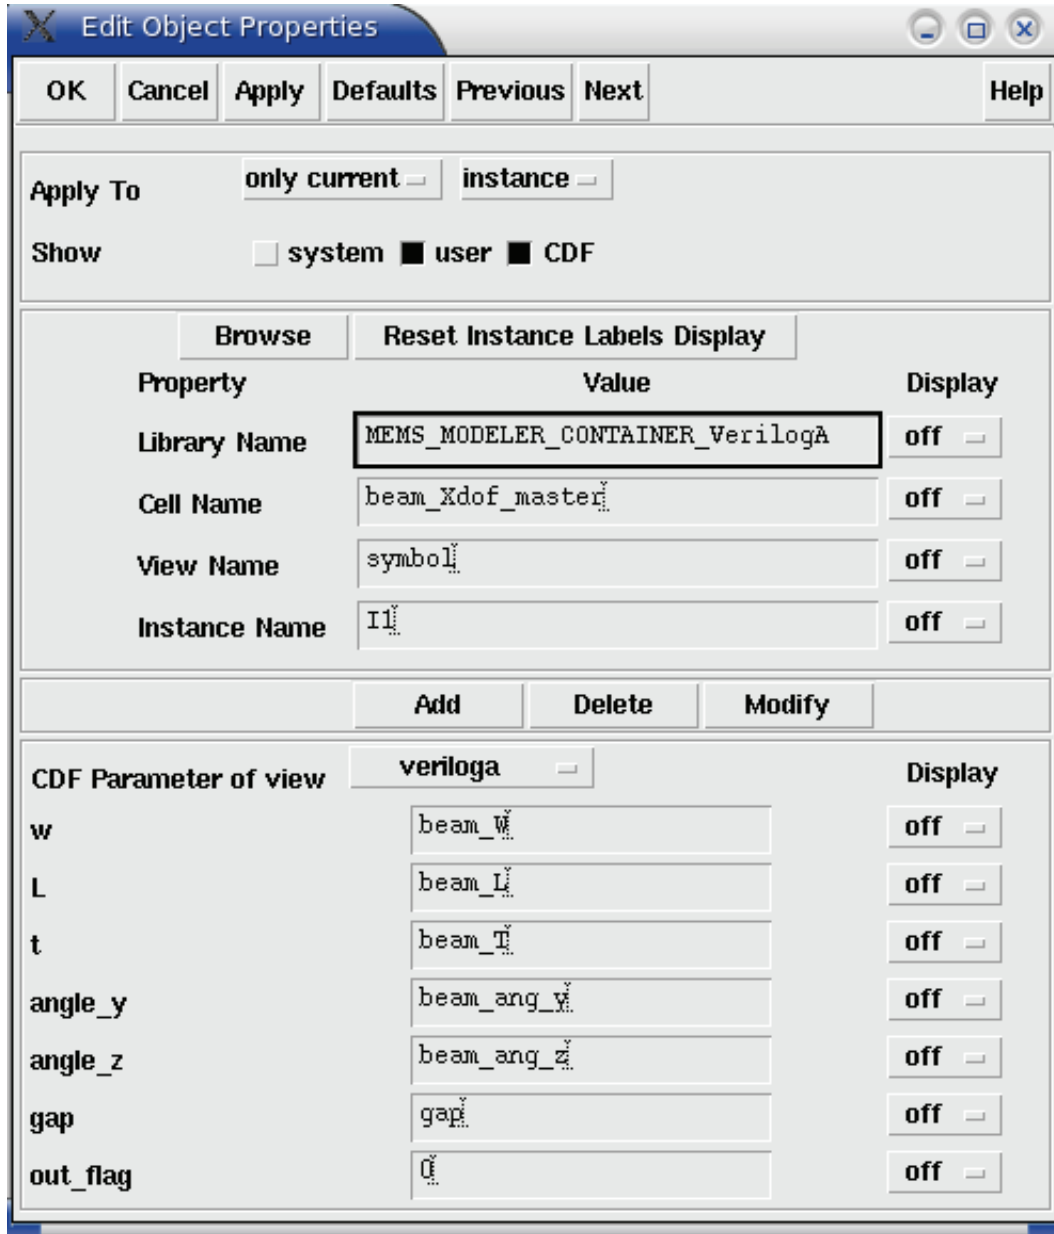 Edit Object Properties
OK Cancel Apply Defaults Previous Next Help
Apply To only current instance
Show system user CDF
Browse Reset Instance Labels Display
Property Value Display
Library Name MEMS_MODELER_CONTAINER_VerilogA off
Cell Name beam_Xdof_master off
View Name symbol off
Instance Name I1 off
Add Delete Modify
CDF Parameter of view veriloga Display
w beam_W off
L beam_L off
t beam_T off
angle_y beam_ang_y off
angle_z beam_ang_z off
gap gap off
out_flag 0 off